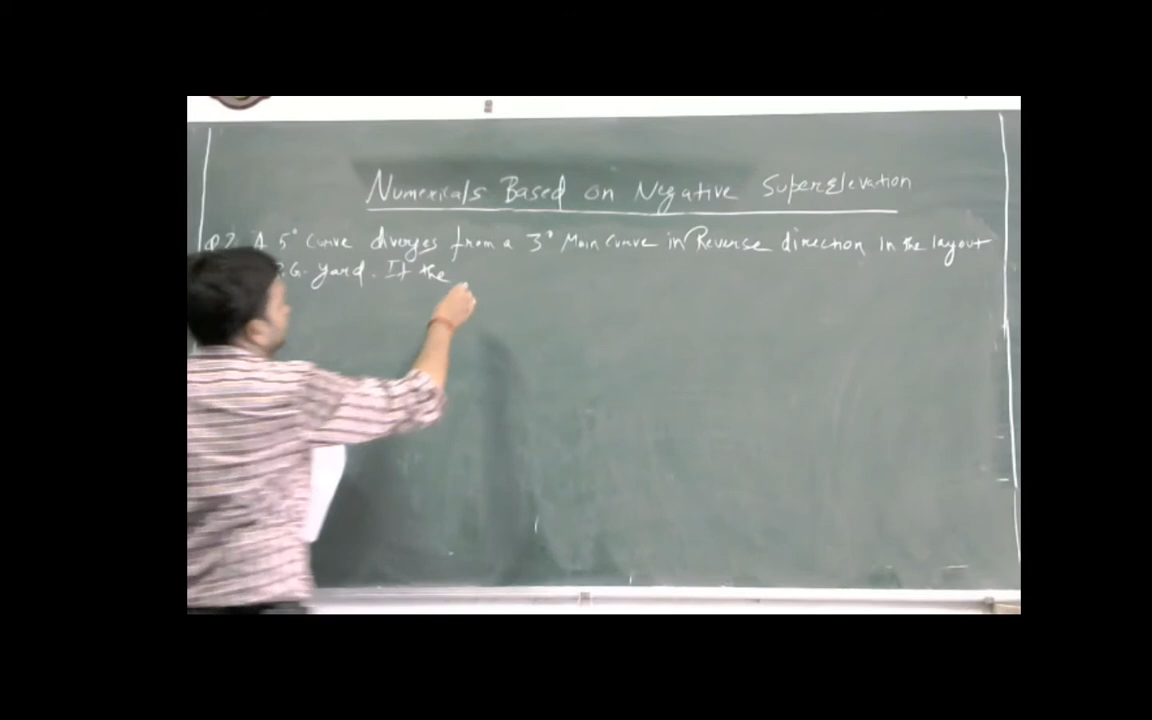 Numericals Based on Negative Superelevation
Q2. A 5° Curve diverges from a 3° Main Curve in Reverse direction in the layout
G. yard. If the